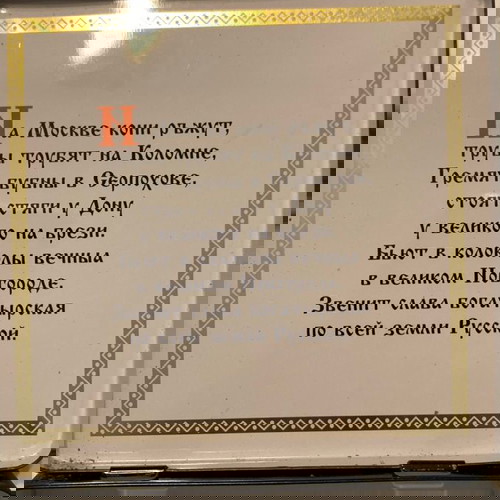 На Москве кони ръжут,
трубы трубят на Коломне,
Гремят бубны в Серпухове,
стоят стяги у Дону
у великого на брези.
Бьют в колоколы вечныя
в великом Новгороде.
Звенит слава богатырская
по всей земли Русской.